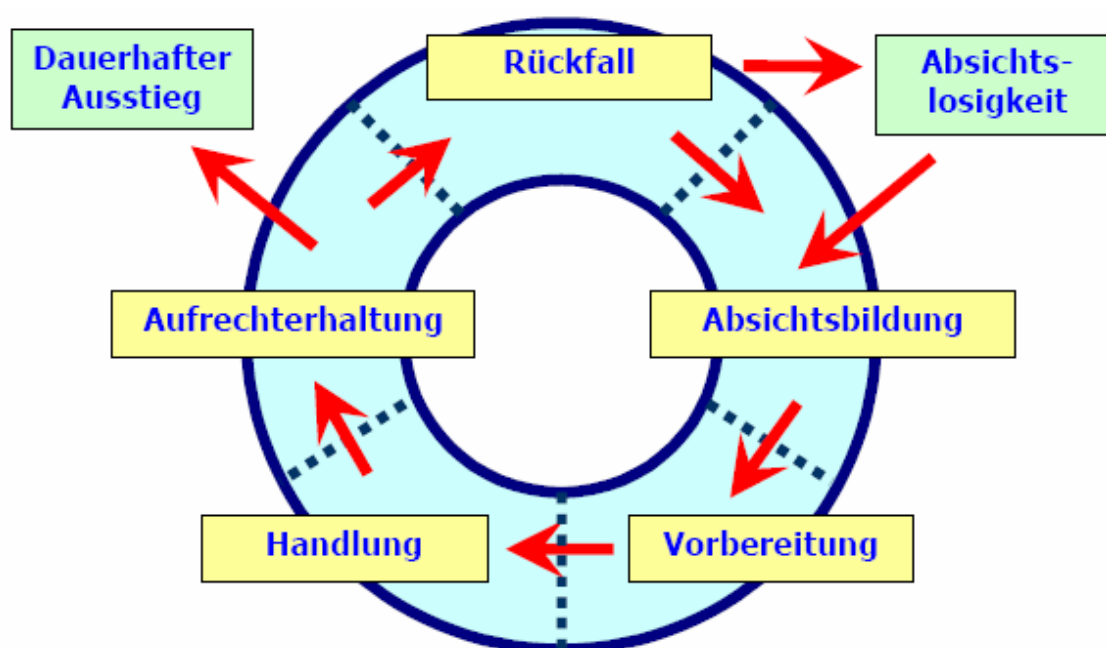 Dauerhafter
Ausstieg
Rückfall
Absichts-
losigkeit
Aufrechterhaltung
Absichtsbildung
Handlung
Vorbereitung